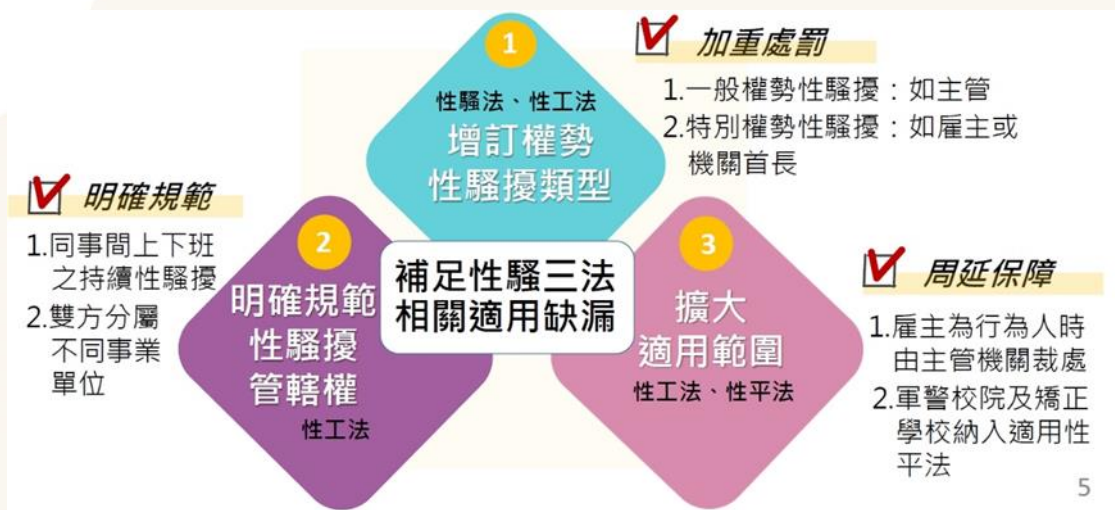 1
性騷法、性工法
增訂權勢
性騷擾類型
加重處罰
1.一般權勢性騷擾：如主管
2.特別權勢性騷擾：如雇主或
機關首長
明確規範
1.同事間上下班
之持續性騷擾
2.雙方分屬
不同事業
單位
2
明確規範
性騷擾
管轄權
性工法
補足性騷三法
相關適用缺漏
3
擴大
適用範圍
性工法、性平法
周延保障
1.雇主為行為人時
由主管機關裁處
2.軍警校院及矯正
學校納入適用性
平法
5